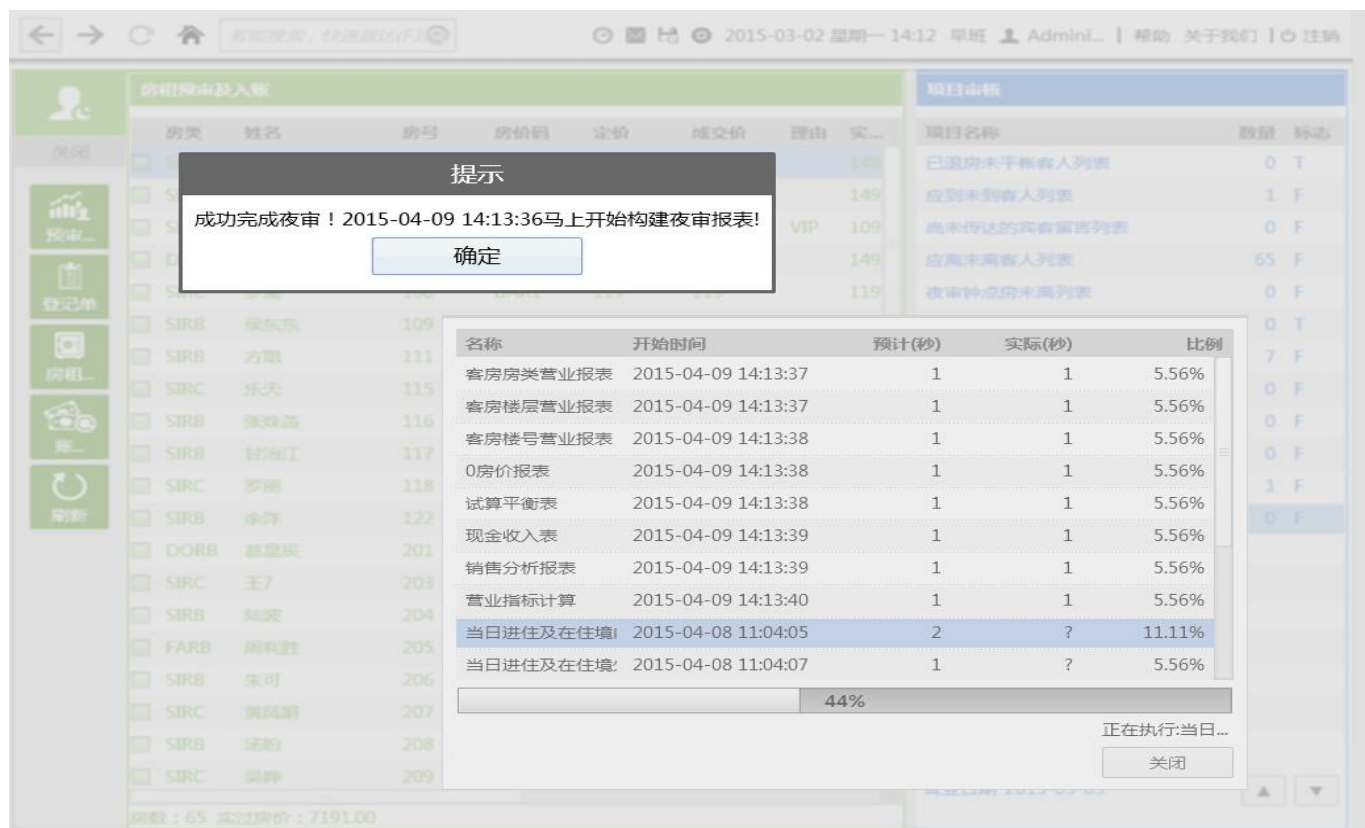 2015-03-02 星期一 14:12 早班 Admini... | 帮助 关于我们 | 注销
房租预审及入账
项目审核
关闭
预审...
登记单
房租...
账...
刷新
房类 姓名 房号 房价码 定价 成交价 理由 实...
149
149
VIP 109
149
119
SIRB 109
SIRB 方聪 111
SIRC 乐天 115
SIRB 116
SIRB 117
SIRC 罗丽 118
SIRB 余洋 122
DORB 201
SIRC 王7 203
SIRB 陆波 204
FARB 205
SIRB 朱可 206
SIRC 207
SIRB 208
SIRC 209
房数：65 实过房价：7191.00
项目名称 数量 标志
已退房未平帐客人列表 0 T
应到未到客人列表 1 F
尚未传达的宾客留言列表 0 F
应离未离客人列表 65 F
夜审钟点房未离列表 0 F
0 T
7 F
0 F
0 F
0 F
1 F
0 F
提示
成功完成夜审！2015-04-09 14:13:36马上开始构建夜审报表!
确定
名称 开始时间 预计(秒) 实际(秒) 比例
客房房类营业报表 2015-04-09 14:13:37 1 1 5.56%
客房楼层营业报表 2015-04-09 14:13:37 1 1 5.56%
客房楼号营业报表 2015-04-09 14:13:38 1 1 5.56%
0房价报表 2015-04-09 14:13:38 1 1 5.56%
试算平衡表 2015-04-09 14:13:38 1 1 5.56%
现金收入表 2015-04-09 14:13:39 1 1 5.56%
销售分析报表 2015-04-09 14:13:39 1 1 5.56%
营业指标计算 2015-04-09 14:13:40 1 1 5.56%
当日进住及在住境 2015-04-08 11:04:05 2 ? 11.11%
当日进住及在住境 2015-04-08 11:04:07 1 ? 5.56%
44%
正在执行:当日...
关闭